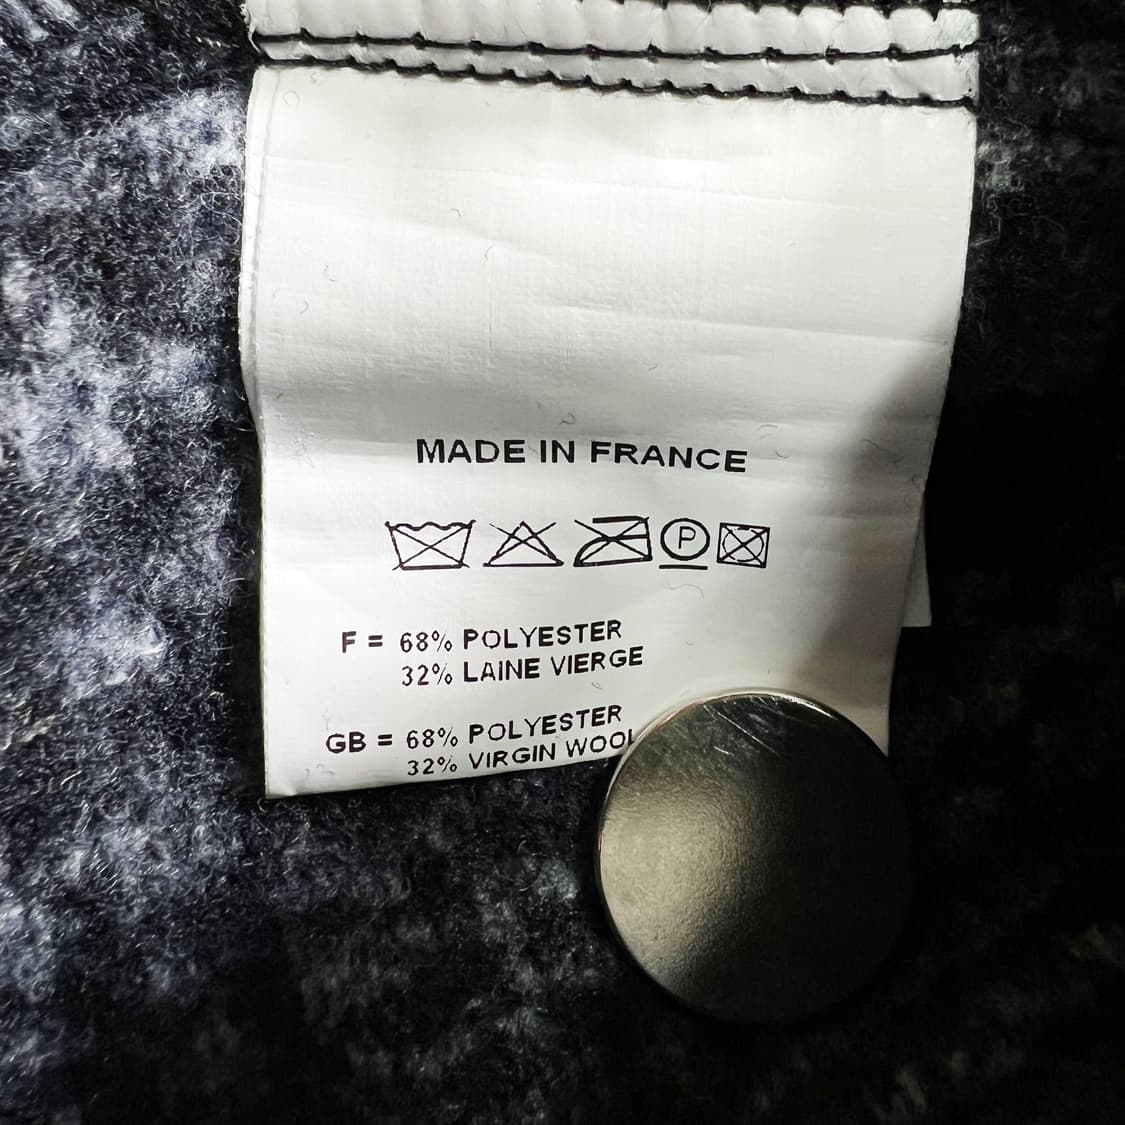 MADE IN FRANCE
P
F = 68% POLYESTER
32% LAINE VIERGE
GB = 68% POLYESTER
32% VIRGIN WOOL